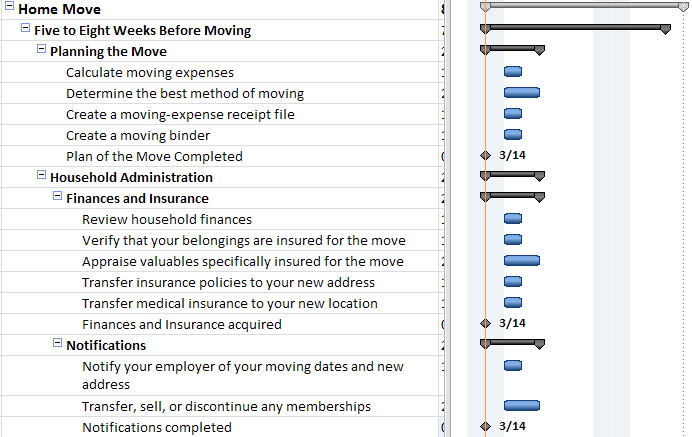 Home Move
Five to Eight Weeks Before Moving
Planning the Move
Calculate moving expenses
Determine the best method of moving
Create a moving-expense receipt file
Create a moving binder
Plan of the Move Completed 3/14
Household Administration
Finances and Insurance
Review household finances
Verify that your belongings are insured for the move
Appraise valuables specifically insured for the move
Transfer insurance policies to your new address
Transfer medical insurance to your new location
Finances and Insurance acquired 3/14
Notifications
Notify your employer of your moving dates and new
address
Transfer, sell, or discontinue any memberships
Notifications completed 3/14